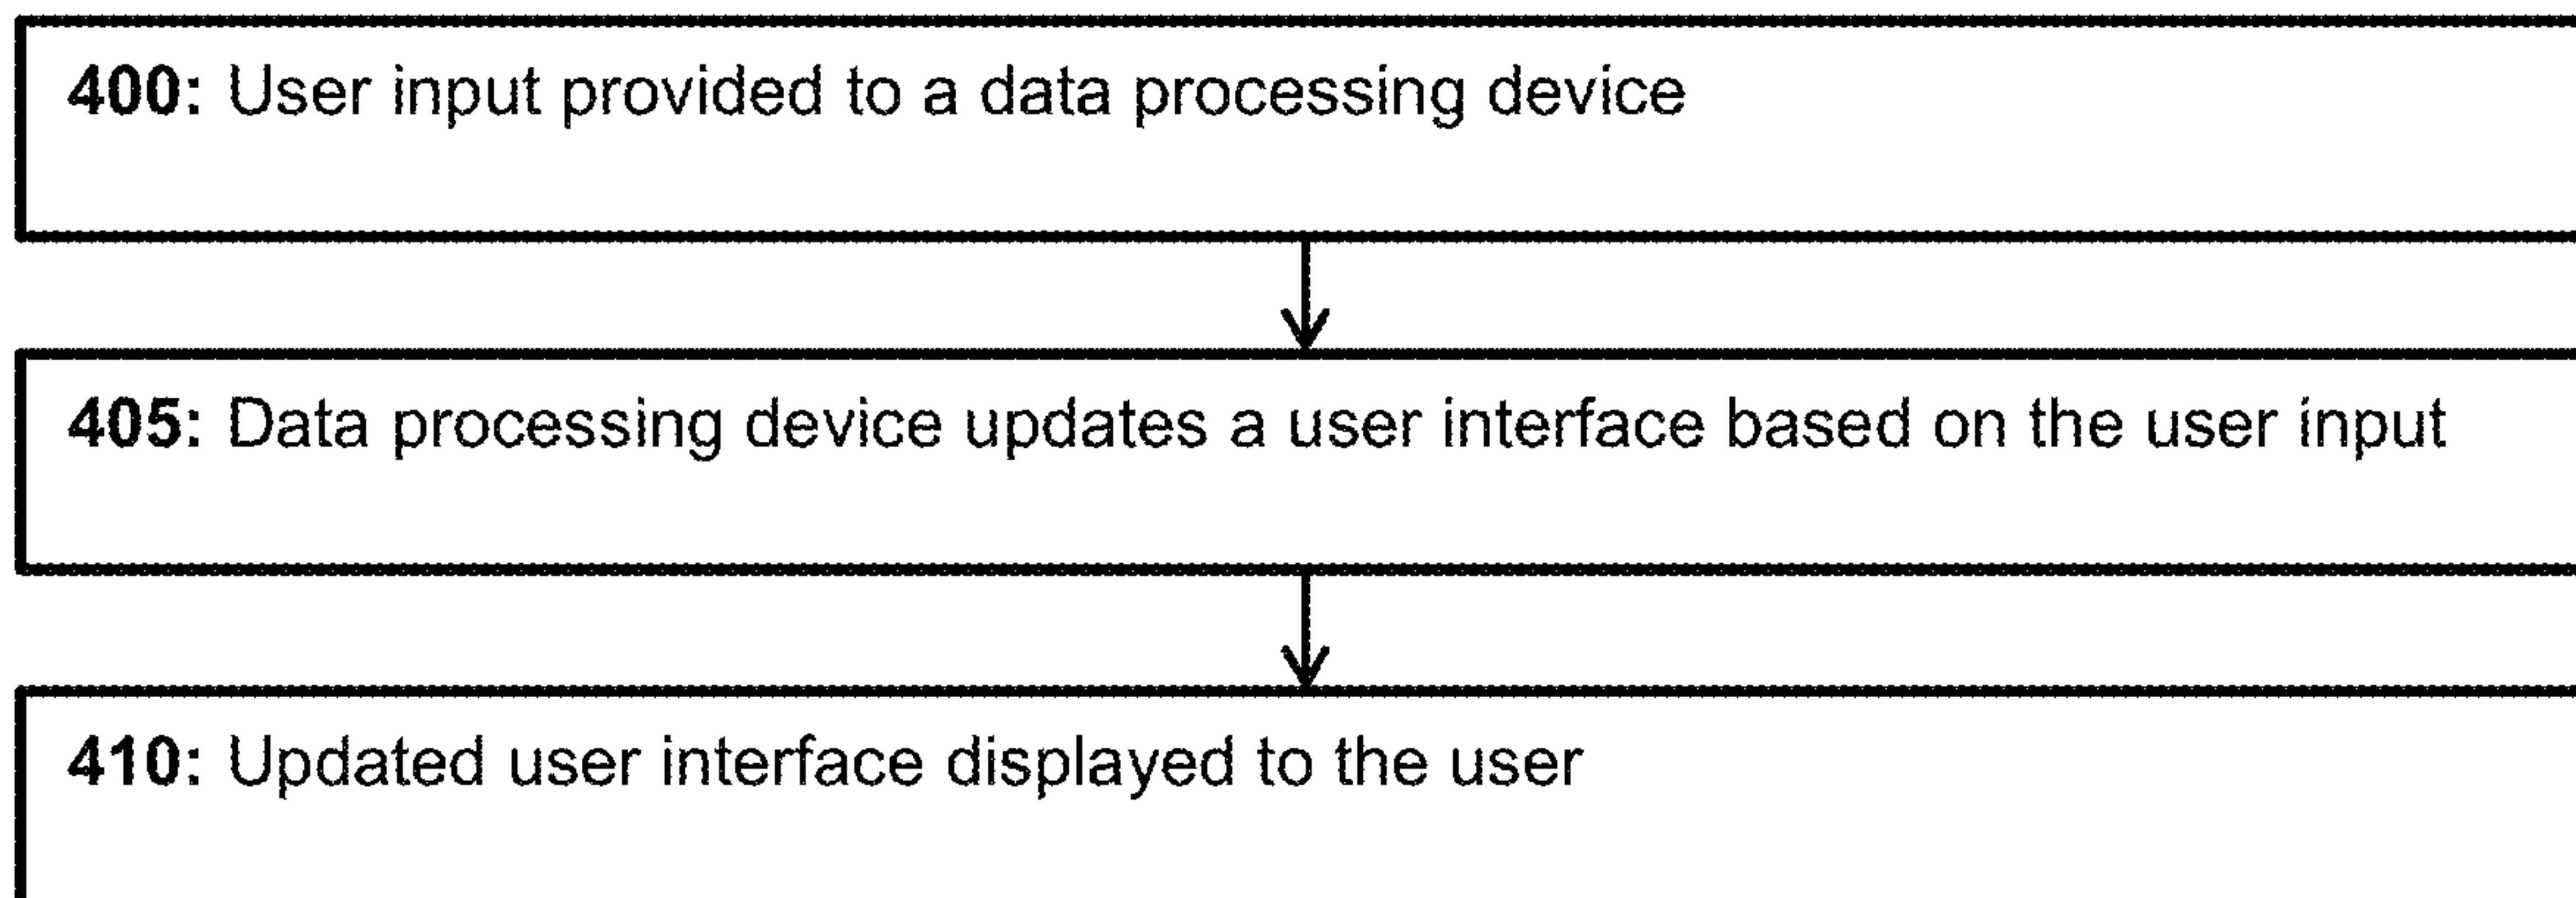 400: User input provided to a data processing device
405: Data processing device updates a user interface based on the user input
410: Updated user interface displayed to the user